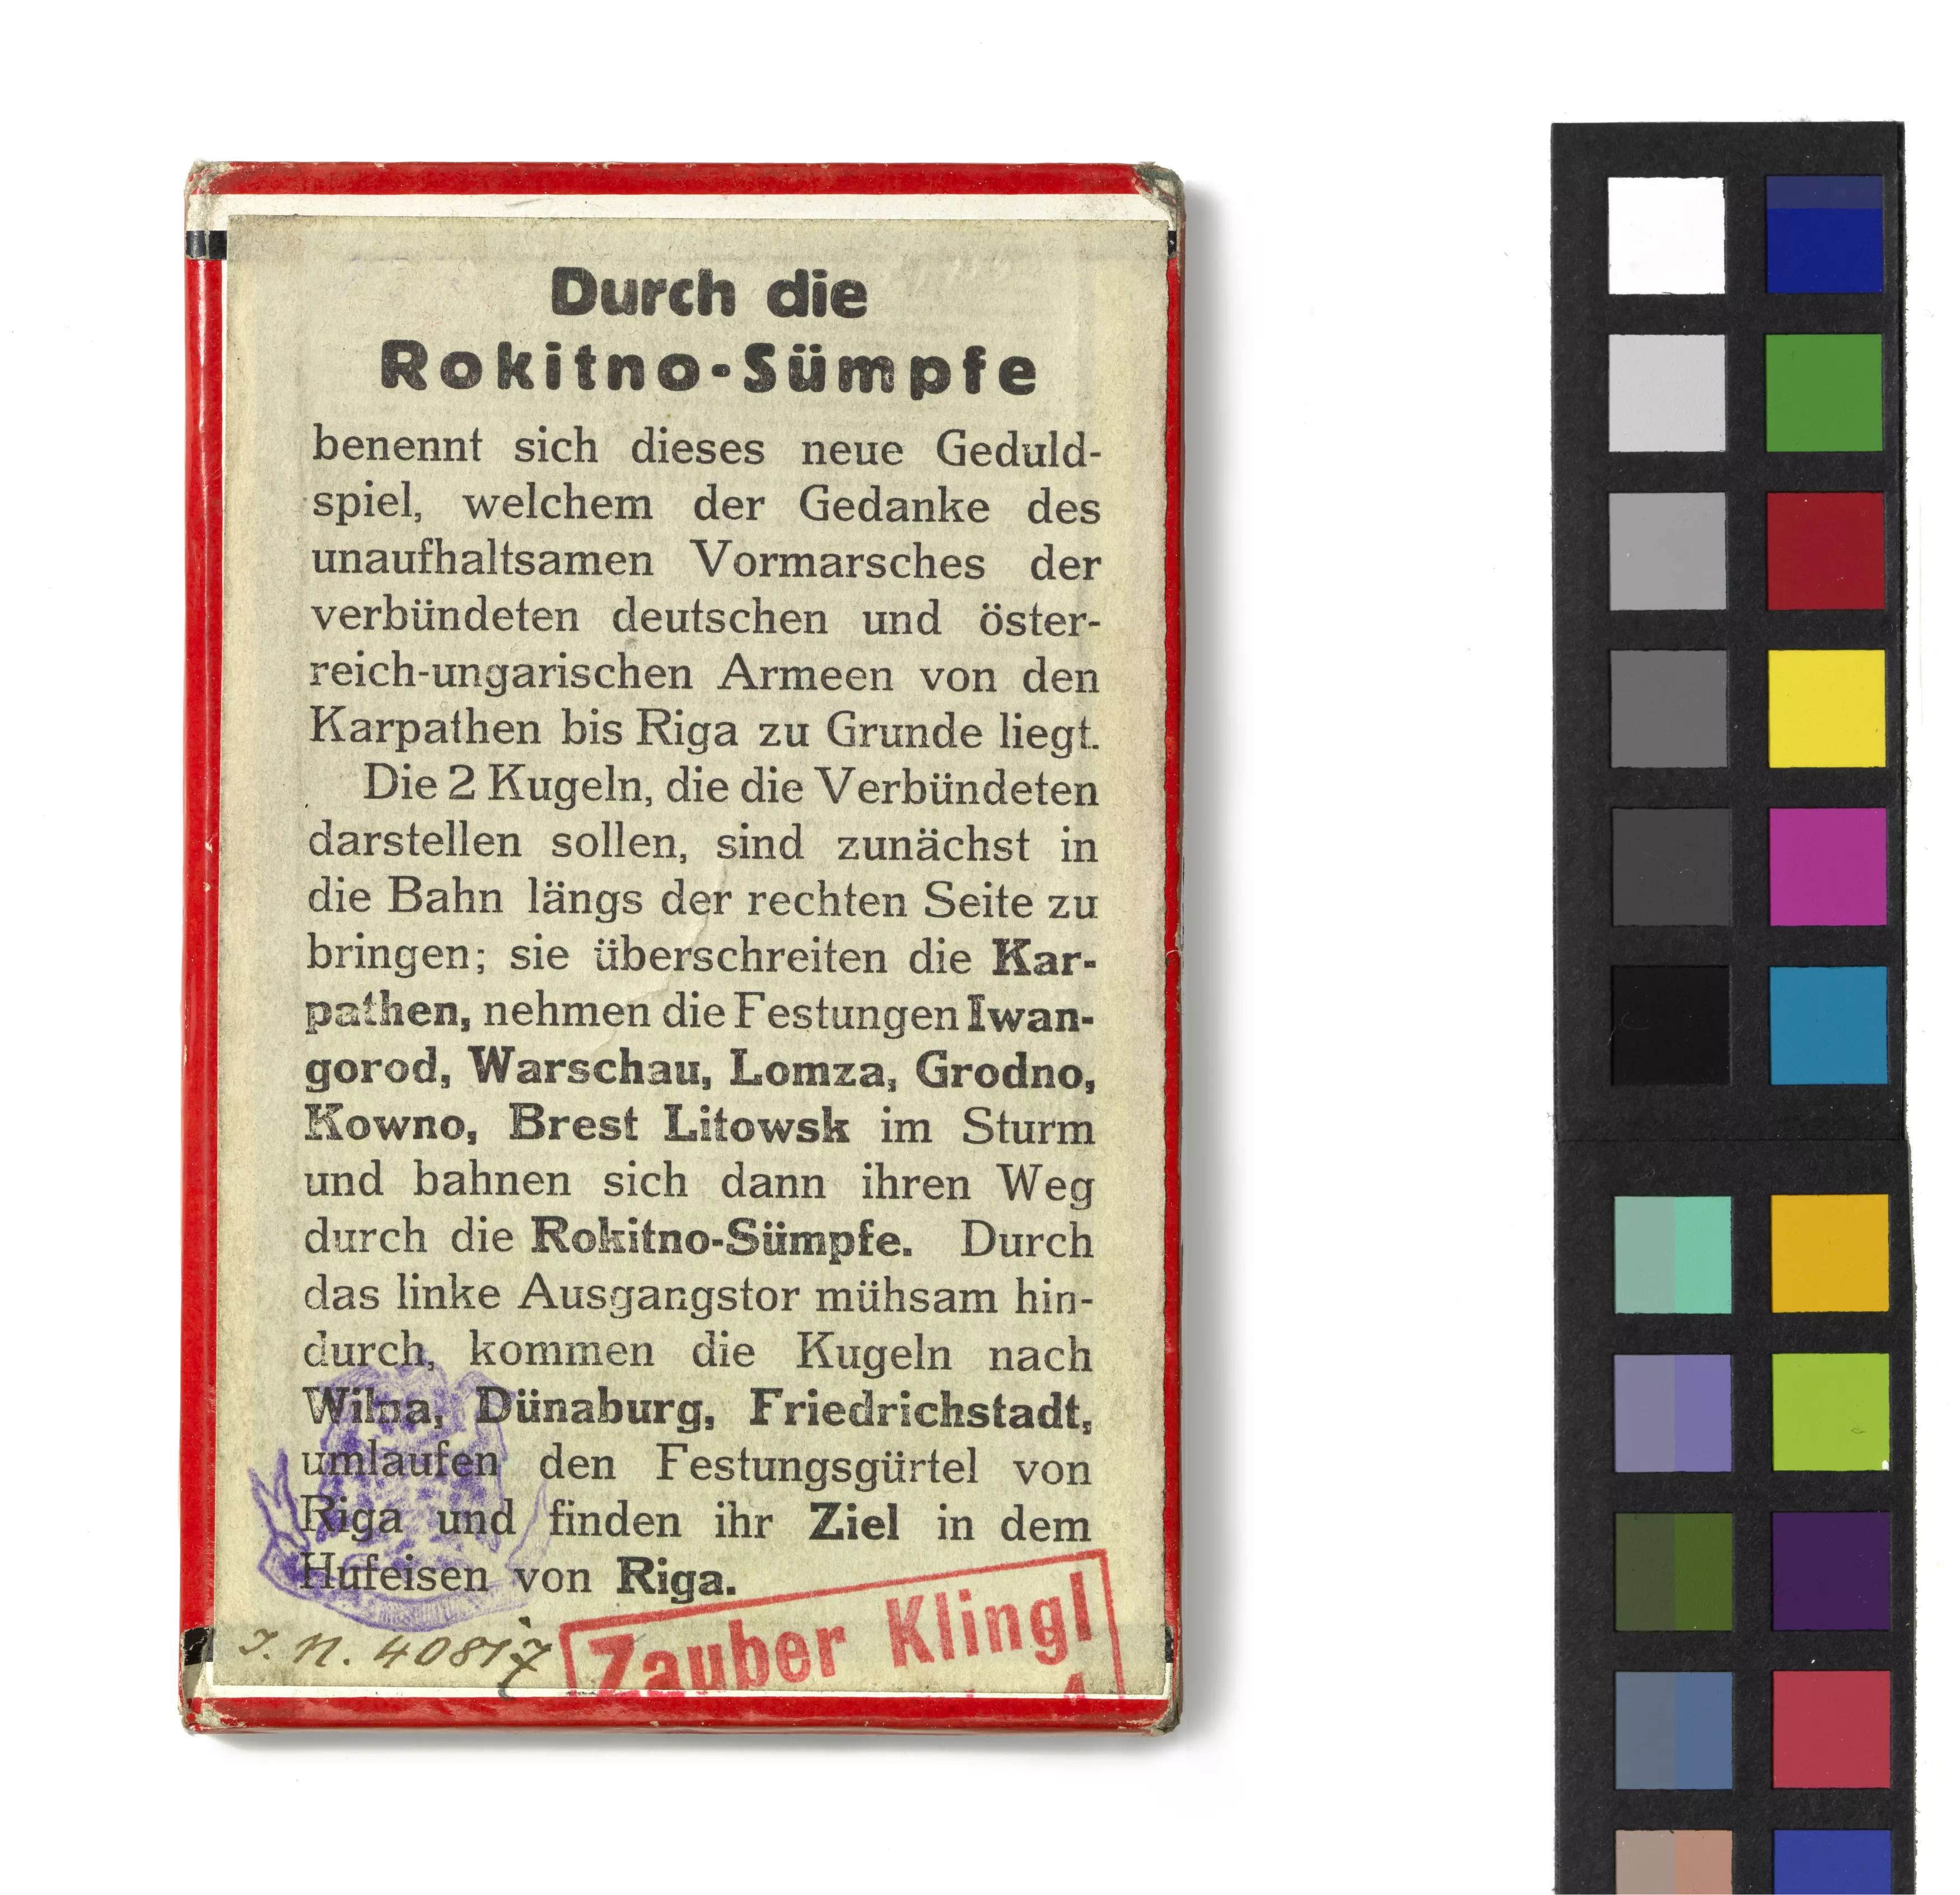 Durch die
Rokitno-Sümpfe
benennt sich dieses neue Geduld-
spiel, welchem der Gedanke des
unaufhaltsamen Vormarsches der
verbündeten deutschen und öster-
reich-ungarischen Armeen von den
Karpathen bis Riga zu Grunde liegt.
Die 2 Kugeln, die die Verbündeten
darstellen sollen, sind zunächst in
die Bahn längs der rechten Seite zu
bringen; sie überschreiten die Kar-
pathen, nehmen die Festungen Iwan-
gorod, Warschau, Lomza, Grodno,
Kowno, Brest Litowsk im Sturm
und bahnen sich dann ihren Weg
durch die Rokitno-Sümpfe. Durch
das linke Ausgangstor mühsam hin-
durch, kommen die Kugeln nach
Wilna, Dünaburg, Friedrichstadt,
umlaufen den Festungsgürtel von
Riga und finden ihr Ziel in dem
Hufeisen von Riga.
J. N. 40817
Zauber Klingl